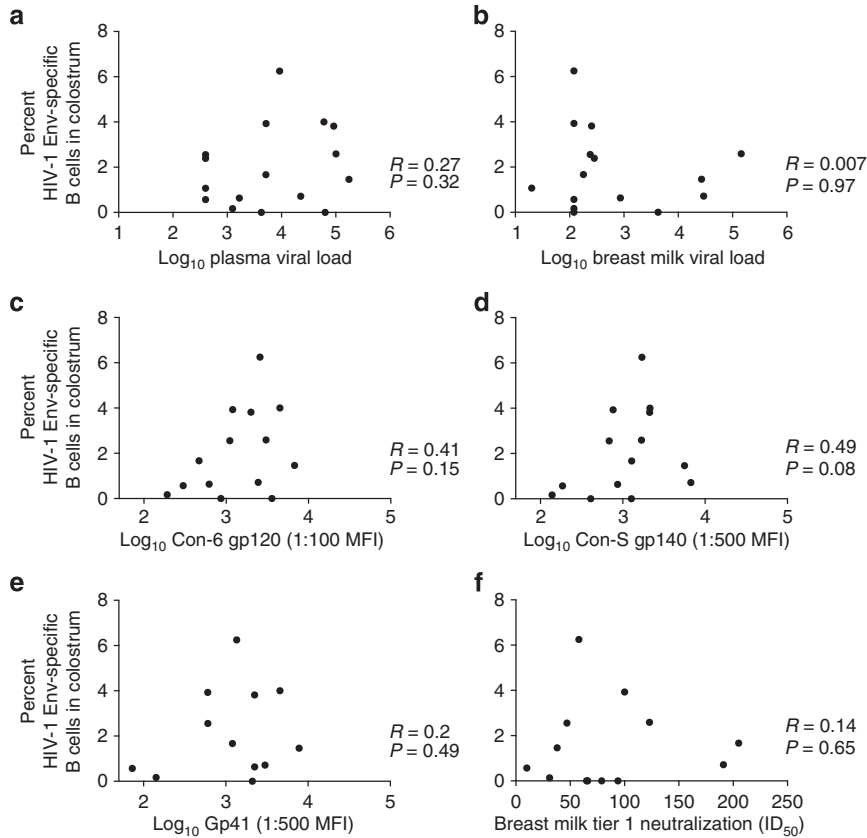 a
Percent
HIV-1 Env-specific
B cells in colostrum
8
6
4
2
0
1 2 3 4 5 6
Log10 plasma viral load
R = 0.27
P = 0.32
b
8
6
4
2
0
1 2 3 4 5 6
Log10 breast milk viral load
R = 0.007
P = 0.97
c
Percent
HIV-1 Env-specific
B cells in colostrum
8
6
4
2
0
2 3 4 5
Log10 Con-6 gp120 (1:100 MFI)
R = 0.41
P = 0.15
d
8
6
4
2
0
2 3 4 5
Log10 Con-S gp140 (1:500 MFI)
R = 0.49
P = 0.08
e
Percent
HIV-1 Env-specific
B cells in colostrum
8
6
4
2
0
2 3 4 5
Log10 Gp41 (1:500 MFI)
R = 0.2
P = 0.49
f
8
6
4
2
0
0 50 100 150 200 250
Breast milk tier 1 neutralization (ID50)
R = 0.14
P = 0.65